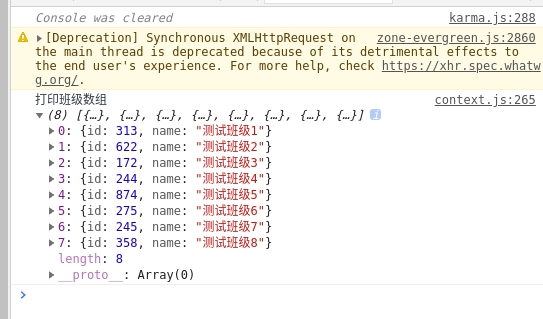 Console was cleared karma.js:288
[Deprecation] Synchronous XMLHttpRequest on zone-evergreen.js:2860
the main thread is deprecated because of its detrimental effects to
the end user's experience. For more help, check https://xhr.spec.whatw
g.org/.
打印班级数组 context.js:265
(8) [{…}, {…}, {…}, {…}, {…}, {…}, {…}, {…}] i
0: {id: 313, name: "测试班级1"}
1: {id: 622, name: "测试班级2"}
2: {id: 172, name: "测试班级3"}
3: {id: 244, name: "测试班级4"}
4: {id: 874, name: "测试班级5"}
5: {id: 275, name: "测试班级6"}
6: {id: 245, name: "测试班级7"}
7: {id: 358, name: "测试班级8"}
length: 8
__proto__: Array(0)